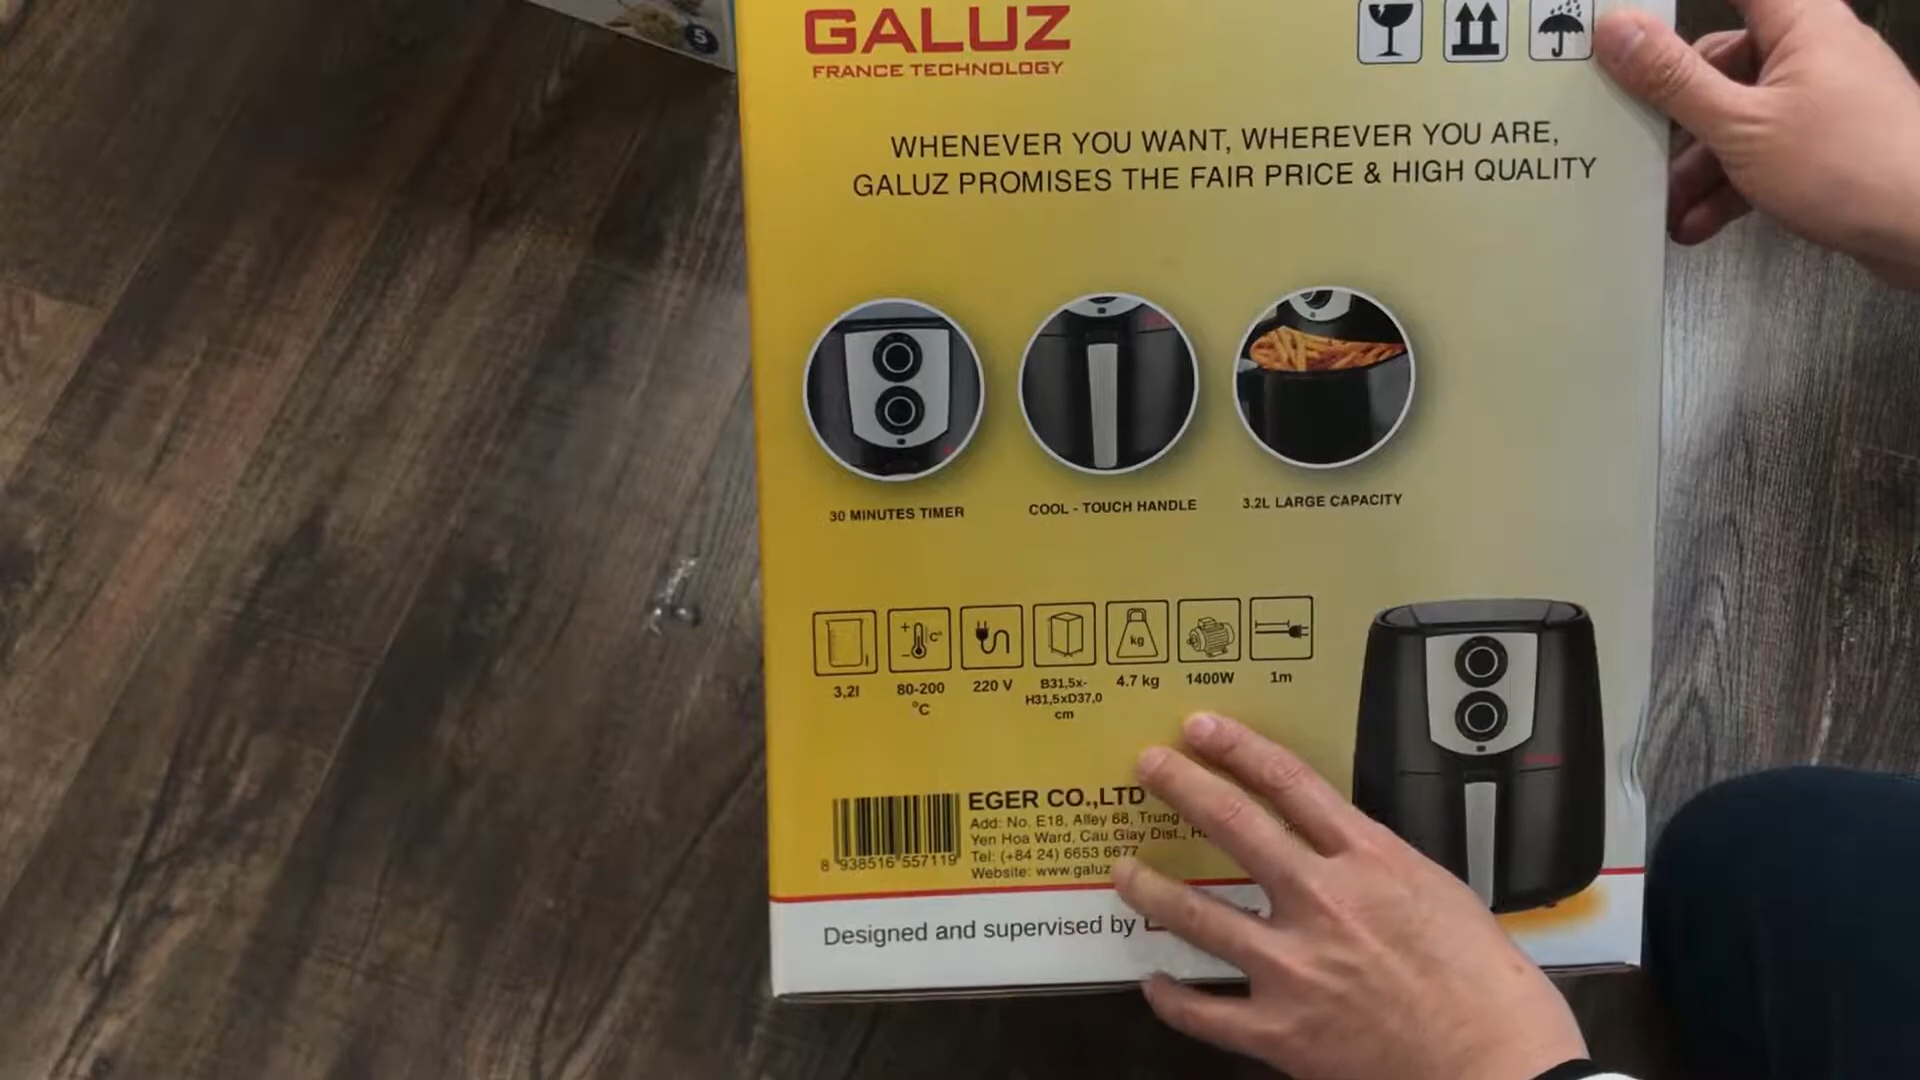 5
GALUZ
FRANCE TECHNOLOGY
WHENEVER YOU WANT, WHEREVER YOU ARE,
GALUZ PROMISES THE FAIR PRICE & HIGH QUALITY
30 MINUTES TIMER
COOL - TOUCH HANDLE
3.2L LARGE CAPACITY
+ C°
kg
3,2l
80-200
°C
220 V
B31,5x-
H31,5xD37,0
cm
4.7 kg
1400W
1m
EGER CO.,LTD
Add: No. E18, Alley 68, Trung
Yen Hoa Ward, Cau Giay Dist.,
Tel: (+84 24) 6653 6677
Website: www.galuz
8 938516 557119
Designed and supervised by